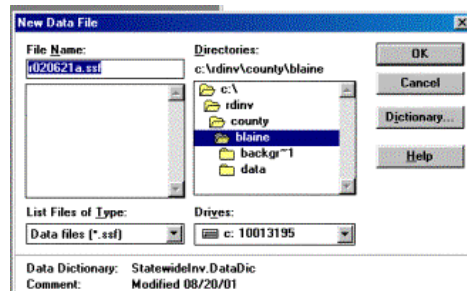 New Data File
File Name:
r020621a.ssf
Directories:
c:\rdinv\county\blaine
c:\
rdinv
county
blaine
backgr~1
data
OK
Cancel
Dictionary...
Help
List Files of Type:
Data files (*.ssf)
Drives:
c: 10013195
Data Dictionary: StatewideInv.DataDic
Comment: Modified 08/20/01